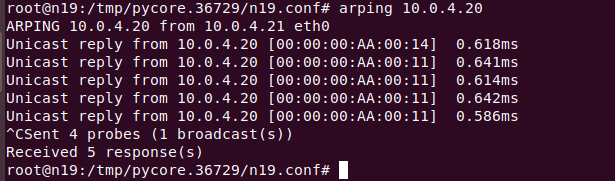 root@n19:/tmp/pycore.36729/n19.conf# arping 10.0.4.20
ARPING 10.0.4.20 from 10.0.4.21 eth0
Unicast reply from 10.0.4.20 [00:00:00:AA:00:14]  0.618ms
Unicast reply from 10.0.4.20 [00:00:00:AA:00:11]  0.641ms
Unicast reply from 10.0.4.20 [00:00:00:AA:00:11]  0.614ms
Unicast reply from 10.0.4.20 [00:00:00:AA:00:11]  0.642ms
Unicast reply from 10.0.4.20 [00:00:00:AA:00:11]  0.586ms
^CSent 4 probes (1 broadcast(s))
Received 5 response(s)
root@n19:/tmp/pycore.36729/n19.conf#